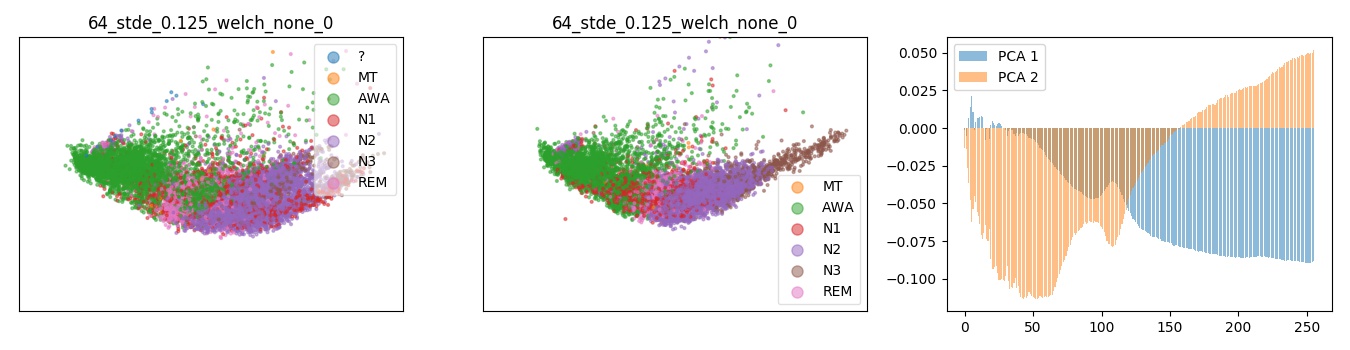 64_stde_0.125_welch_none_0
?
MT
AWA
N1
N2
N3
REM
64_stde_0.125_welch_none_0
MT
AWA
N1
N2
N3
REM
PCA 1
PCA 2
0.050
0.025
0.000
−0.025
−0.050
−0.075
−0.100
0
50
100
150
200
250